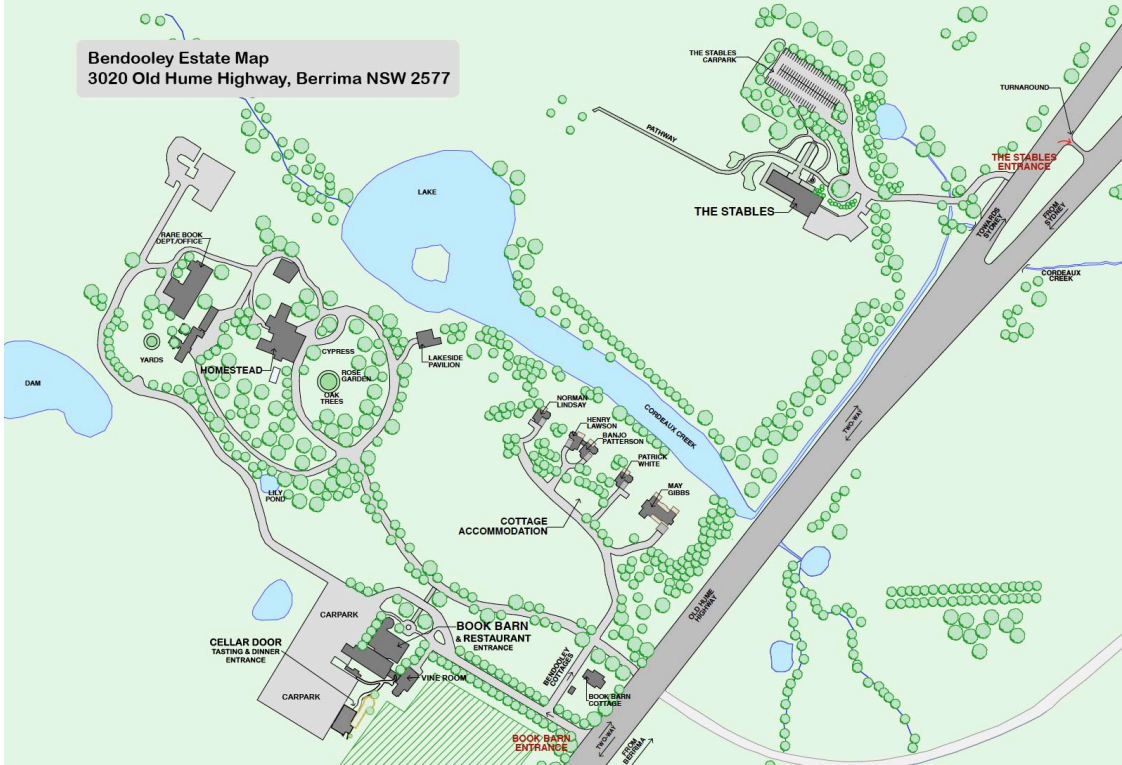 Bendooley Estate Map
3020 Old Hume Highway, Berrima NSW 2577
THE STABLES
CARPARK
TURNAROUND
PATHWAY
THE STABLES
ENTRANCE
LAKE
THE STABLES
TOWARDS
SYDNEY
FROM
SYDNEY
RARE BOOK
DEPT./OFFICE
CORDEAUX
CREEK
YARDS
HOMESTEAD
CYPRESS
ROSE
GARDEN
OAK
TREES
LAKESIDE
PAVILION
DAM
NORMAN
LINDSAY
HENRY
LAWSON
BANJO
PATTERSON
CORDEAUX CREEK
TWO-WAY
PATRICK
WHITE
MAY
GIBBS
LILY
POND
COTTAGE
ACCOMMODATION
OLD HUME
HIGHWAY
CARPARK
BOOK BARN
& RESTAURANT
ENTRANCE
CELLAR DOOR
TASTING & DINNER
ENTRANCE
VINE ROOM
BENDOOLEY
COTTAGES
CARPARK
BOOK BARN
COTTAGE
BOOK BARN
ENTRANCE
TWO-WAY
FROM
BERRIMA